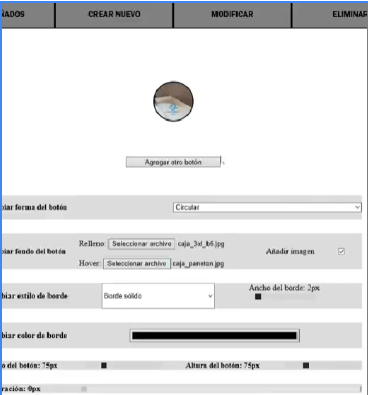 ÑADOS CREAR NUEVO MODIFICAR ELIMINAR
Agregar otro botón
biar forma del botón Circular
Relleno: Seleccionar archivo caja_3xl_b6.jpg
biar fondo del botón Añadir imagen
Hover: Seleccionar archivo caja_paneton.jpg
biar estilo de borde Borde sólido Ancho del borde: 2px
biar color de borde
o del botón: 75px Altura del botón: 75px
ración: 0px